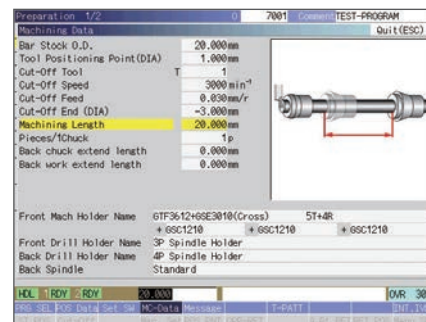 Preparation 1/2 0 7001 Comment TEST-PROGRAM
Machining Data Quit(ESC)
Bar Stock O.D. 20.000mm
Tool Positioning Point(DIA) 1.000mm
Cut-Off Tool T 1
Cut-Off Speed 3000min⁻¹
Cut-Off Feed 0.030mm/r
Cut-Off End (DIA) -3.000mm
Machining Length 20.000mm
Pieces/1Chuck 1p
Back chuck extend length 0.000mm
Back work extend length 0.000mm
Front Mach Holder Name GTF3612+GSE3010(Cross) 5T+4R
+ GSC1210 + GSC1210 + GSC1210
Front Drill Holder Name 3P Spindle Holder
Back Drill Holder Name 4P Spindle Holder
Back Spindle Standard
HDL 1 RDY 2 RDY 20.000 OVR 30
PRG SEL POS Data Set SW MC-Data Message T-PATT